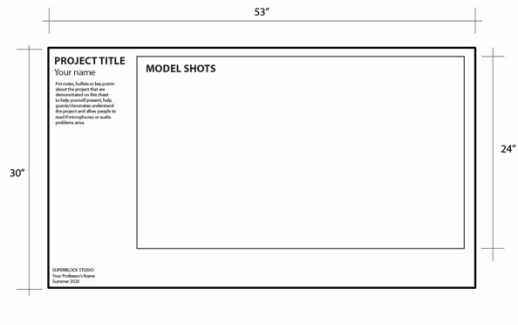 53”
PROJECT TITLE
Your name
Put notes, bullets or key points
about the project that are
demonstrated on this sheet
to help yourself present, help
guests/classmates understand
the project and allow people to
read if microphones or audio
problems arise.
MODEL SHOTS
30”
24”
SUPERBLOCK STUDIO
Your Professor's Name
Summer 2020